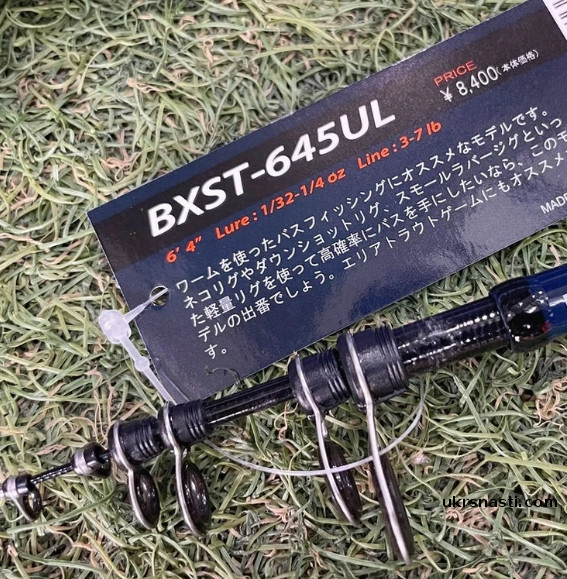 BXST-645UL
PRICE
¥ 8,400(本体価格)
6' 4" Lure : 1/32-1/4 oz Line : 3-7 lb
ワームを使ったバスフィッシングにオススメなモデルです。
ネコリグやダウンショットリグ、スモールラバージグといっ
た軽量リグを使って高確率にバスを手にしたいなら、このモ
デルの出番でしょう。エリアトラウトゲームにもオススメ
す。
MADE
ukrsnasti.com